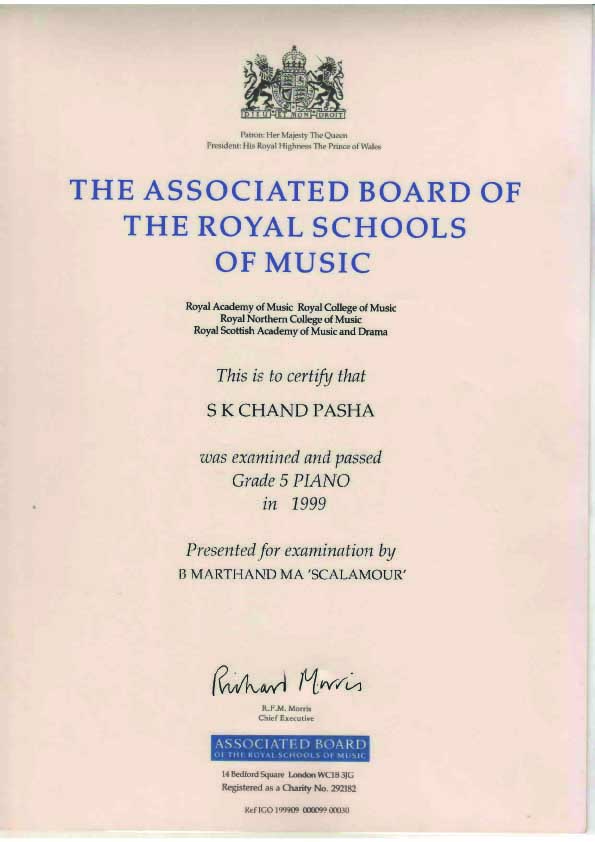 DIEU ET MON DROIT
Patron: Her Majesty The Queen
President: His Royal Highness The Prince of Wales
THE ASSOCIATED BOARD OF
THE ROYAL SCHOOLS
OF MUSIC
Royal Academy of Music Royal College of Music
Royal Northern College of Music
Royal Scottish Academy of Music and Drama
This is to certify that
S K CHAND PASHA
was examined and passed
Grade 5 PIANO
in 1999
Presented for examination by
B MARTHAND MA 'SCALAMOUR'
Richard Morris
R.F.M. Morris
Chief Executive
ASSOCIATED BOARD
OF THE ROYAL SCHOOLS OF MUSIC
14 Bedford Square London WC1B 3JG
Registered as a Charity No. 292182
Ref IGO 199909 000099 00030